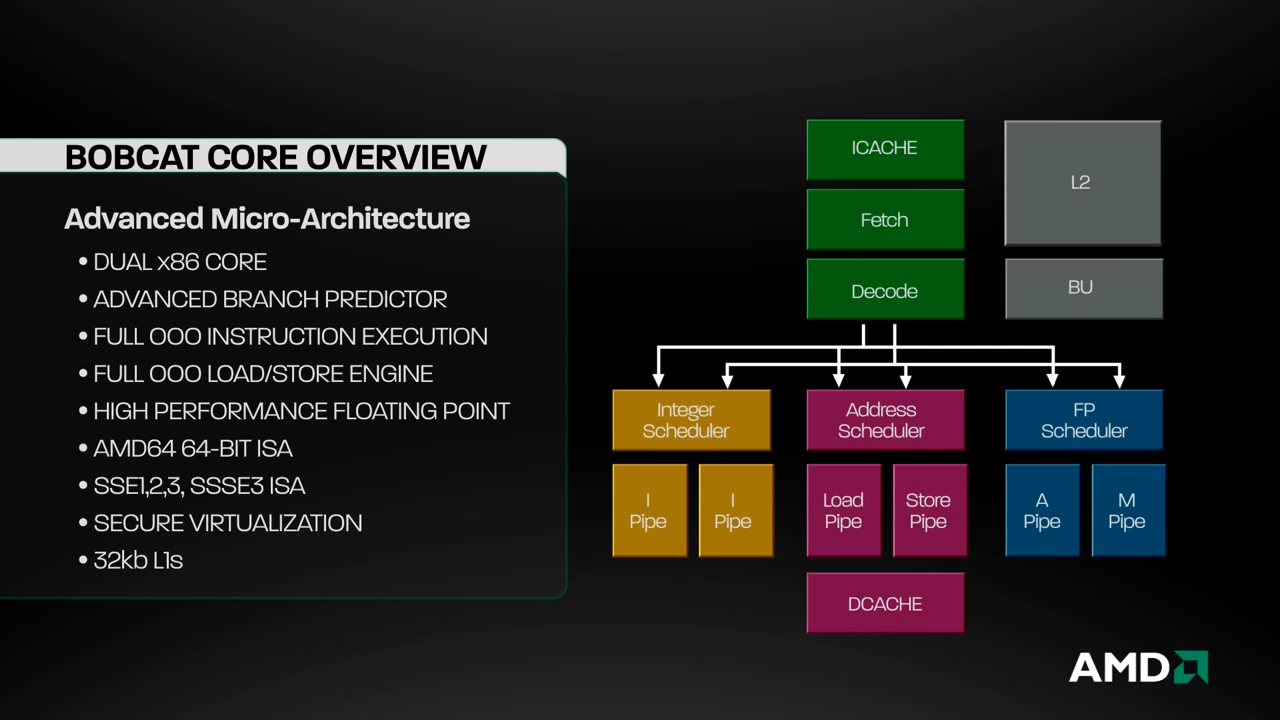 BOBCAT CORE OVERVIEW
Advanced Micro-Architecture
• DUAL x86 CORE
• ADVANCED BRANCH PREDICTOR
• FULL OOO INSTRUCTION EXECUTION
• FULL OOO LOAD/STORE ENGINE
• HIGH PERFORMANCE FLOATING POINT
• AMD64 64-BIT ISA
• SSE1,2,3, SSSE3 ISA
• SECURE VIRTUALIZATION
• 32kb L1s
ICACHE
L2
Fetch
Decode
BU
Integer
Scheduler
Address
Scheduler
FP
Scheduler
I
Pipe
I
Pipe
Load
Pipe
Store
Pipe
A
Pipe
M
Pipe
DCACHE
AMD